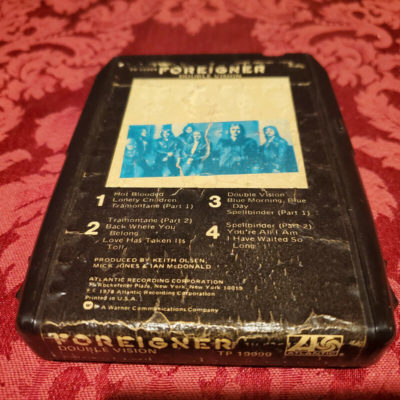 FOREIGNER
DOUBLE VISION
1 Hot Blooded
Lonely Children
Tramontane (Part 1)
2 Tramontane (Part 2)
Back Where You
Belong
Love Has Taken Its
Toll
3 Double Vision
Blue Morning, Blue
Day
Spellbinder (Part 1)
4 Spellbinder (Part 2)
You're All I Am
I Have Waited So
Long
PRODUCED BY KEITH OLSEN,
MICK JONES & IAN McDONALD
ATLANTIC RECORDING CORPORATION
75 Rockefeller Plaza, New York, New York 10019
1978 Atlantic Recording Corporation
Printed in U.S.A.
A Warner Communications Company
FOREIGNER
DOUBLE VISION
TP 19999
ATLANTIC